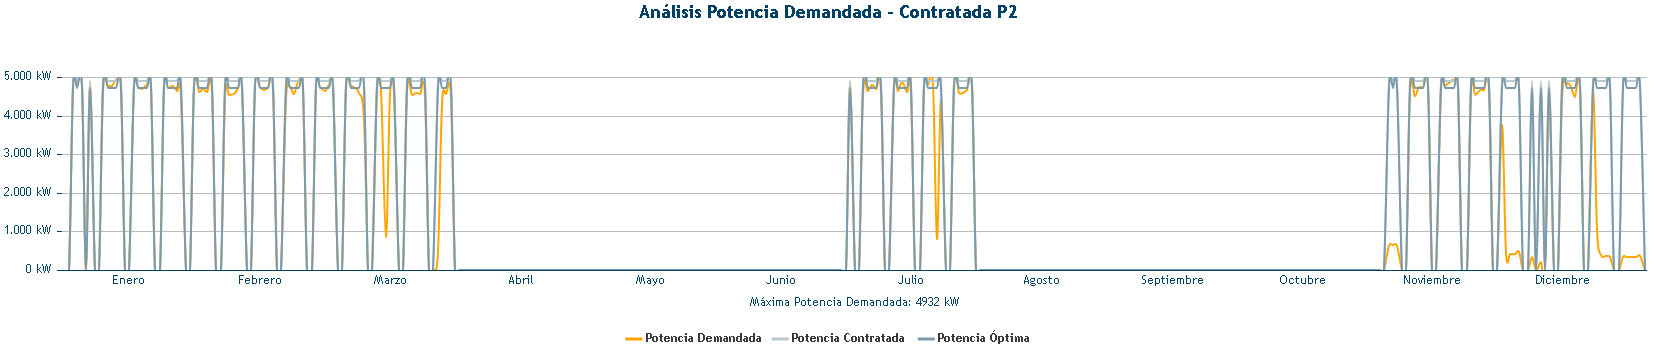 Análisis Potencia Demandada - Contratada P2
5.000 kW
4.000 kW
3.000 kW
2.000 kW
1.000 kW
0 kW
Enero Febrero Marzo Abril Mayo Junio Julio Agosto Septiembre Octubre Noviembre Diciembre
Máxima Potencia Demandada: 4932 kW
Potencia Demandada Potencia Contratada Potencia Óptima